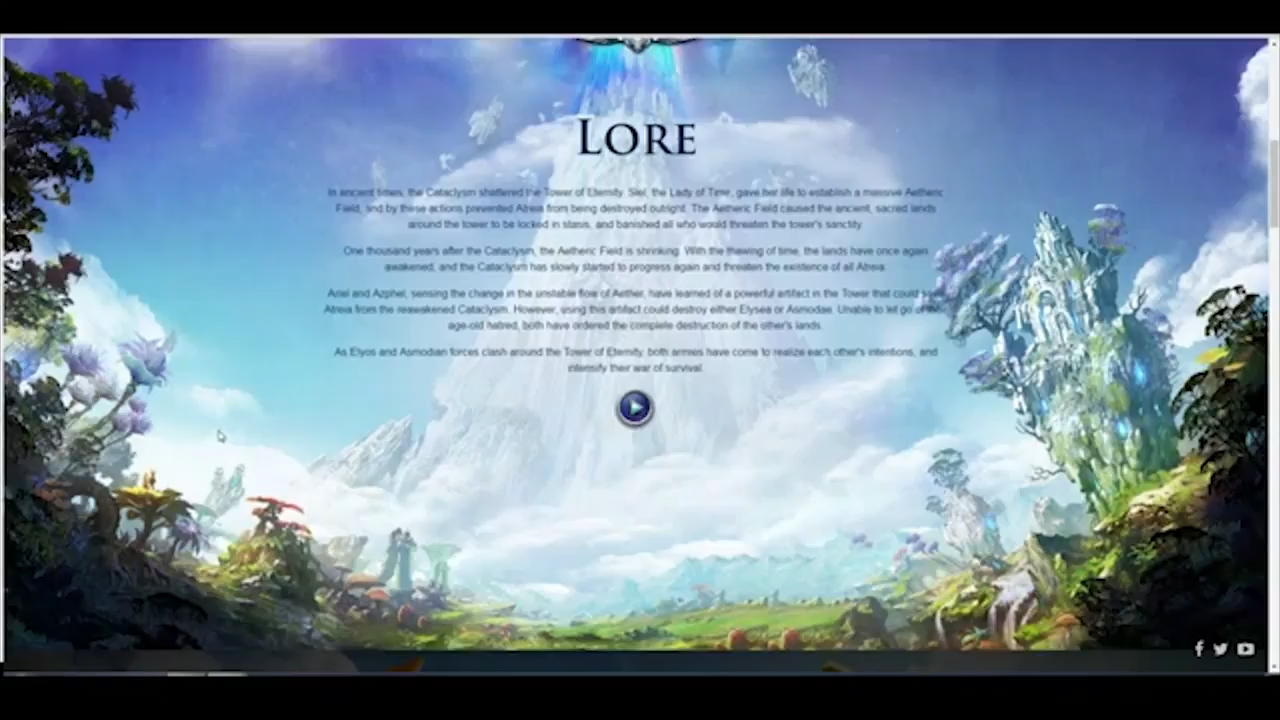 LORE
In ancient times, the Cataclysm shattered the Tower of Eternity. Siel, the Lady of Time, gave her life to establish a massive Aetheric
Field, and by these actions prevented Atreia from being destroyed outright. The Aetheric Field caused the ancient, sacred lands
around the tower to be locked in stasis, and banished all who would threaten the tower's sanctity.
One thousand years after the Cataclysm, the Aetheric Field is shrinking. With the thawing of time, the lands have once again
awakened, and the Cataclysm has slowly started to progress again and threaten the existence of all Atreia.
Ariel and Azphel, sensing the change in the unstable flow of Aether, have learned of a powerful artifact in the Tower that could
Atreia from the reawakened Cataclysm. However, using this artifact could destroy either Elysea or Asmodae. Unable to let go of
age-old hatred, both have ordered the complete destruction of the other's lands.
As Elyos and Asmodian forces clash around the Tower of Eternity, both armies have come to realize each other's intentions, and
intensify their war of survival.